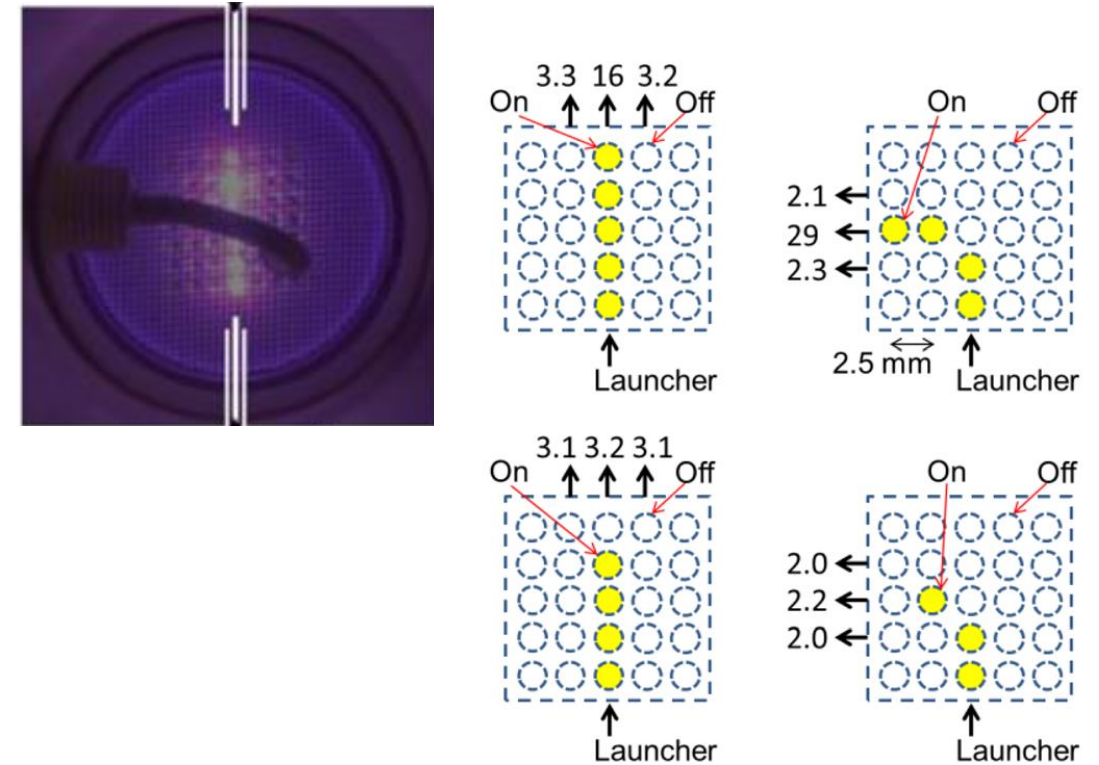 3.3 16 3.2
On Off
Launcher
On Off
2.1
29
2.3
2.5 mm
Launcher
3.1 3.2 3.1
On Off
Launcher
On Off
2.0
2.2
2.0
Launcher